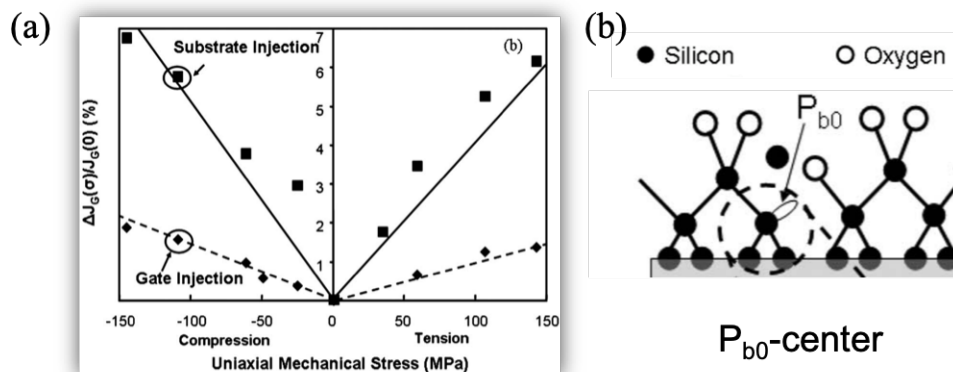 (a)
ΔJG(σ)/JG(0) (%)
7
6
5
4
3
2
1
Substrate Injection
(b)
Gate Injection
-150 -100 -50 0 50 100 150
Compression Tension
Uniaxial Mechanical Stress (MPa)
(b)
Silicon Oxygen
Pb0
Pb0-center